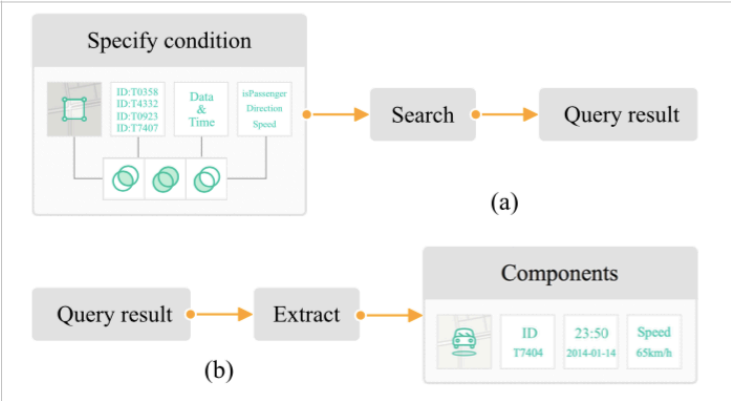 Specify condition
ID:T0358
ID:T4332
ID:T0923
ID:T7407
Data
&
Time
isPassenger
Direction
Speed
Search
Query result
(a)
Query result
Extract
Components
ID
T7404
23:50
2014-01-14
Speed
65km/h
(b)